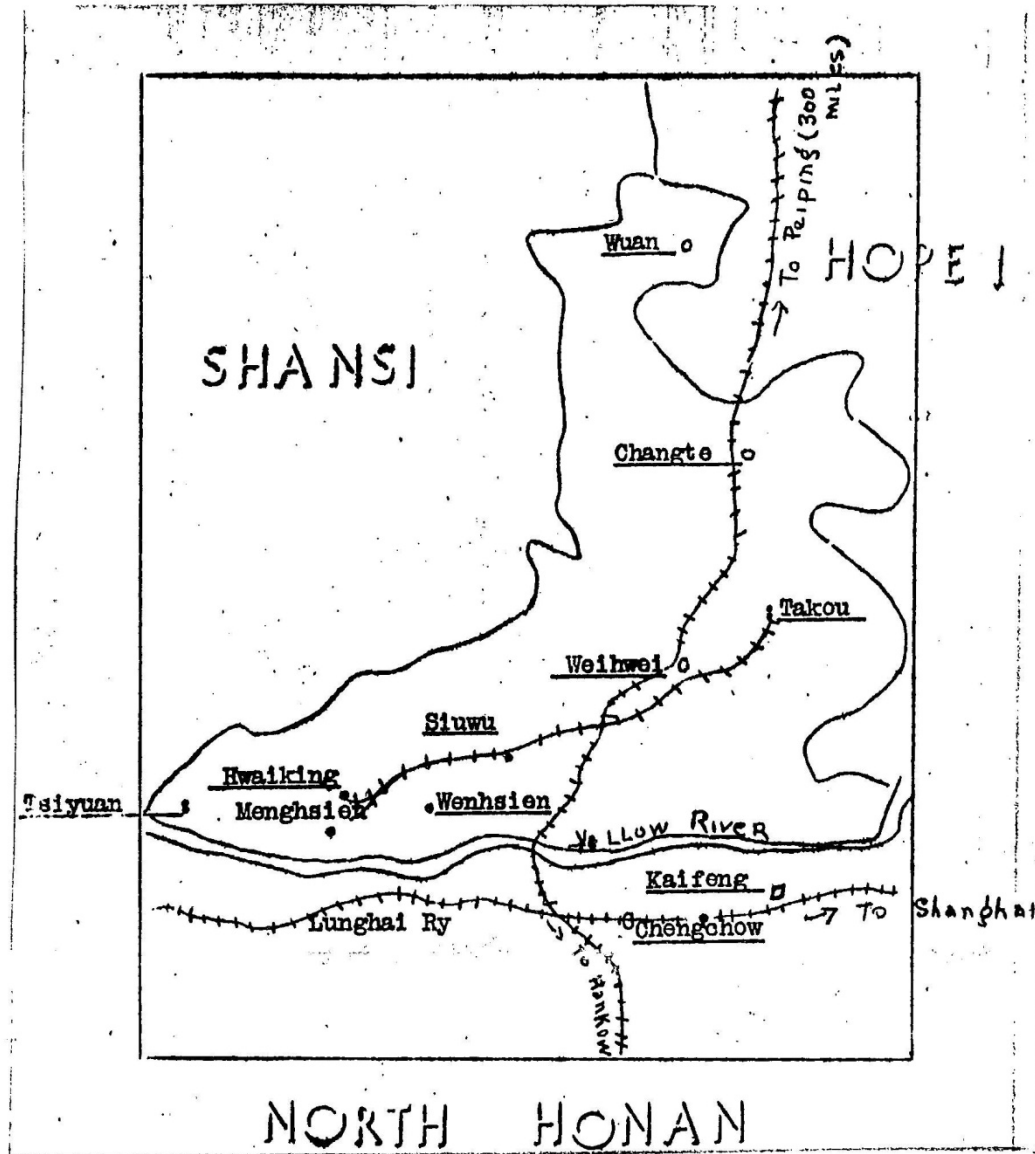 To Peiping (300 miles)
Wuan
HOPEI
SHANSI
Changte
Takou
Weihwei
Siuwu
Hwaiking
Tsiyuan
Menghsien
Wenhsien
Yellow River
Kaifeng
Lunghai Ry
Chengchow
To Shanghai
To Hankow
NORTH HONAN